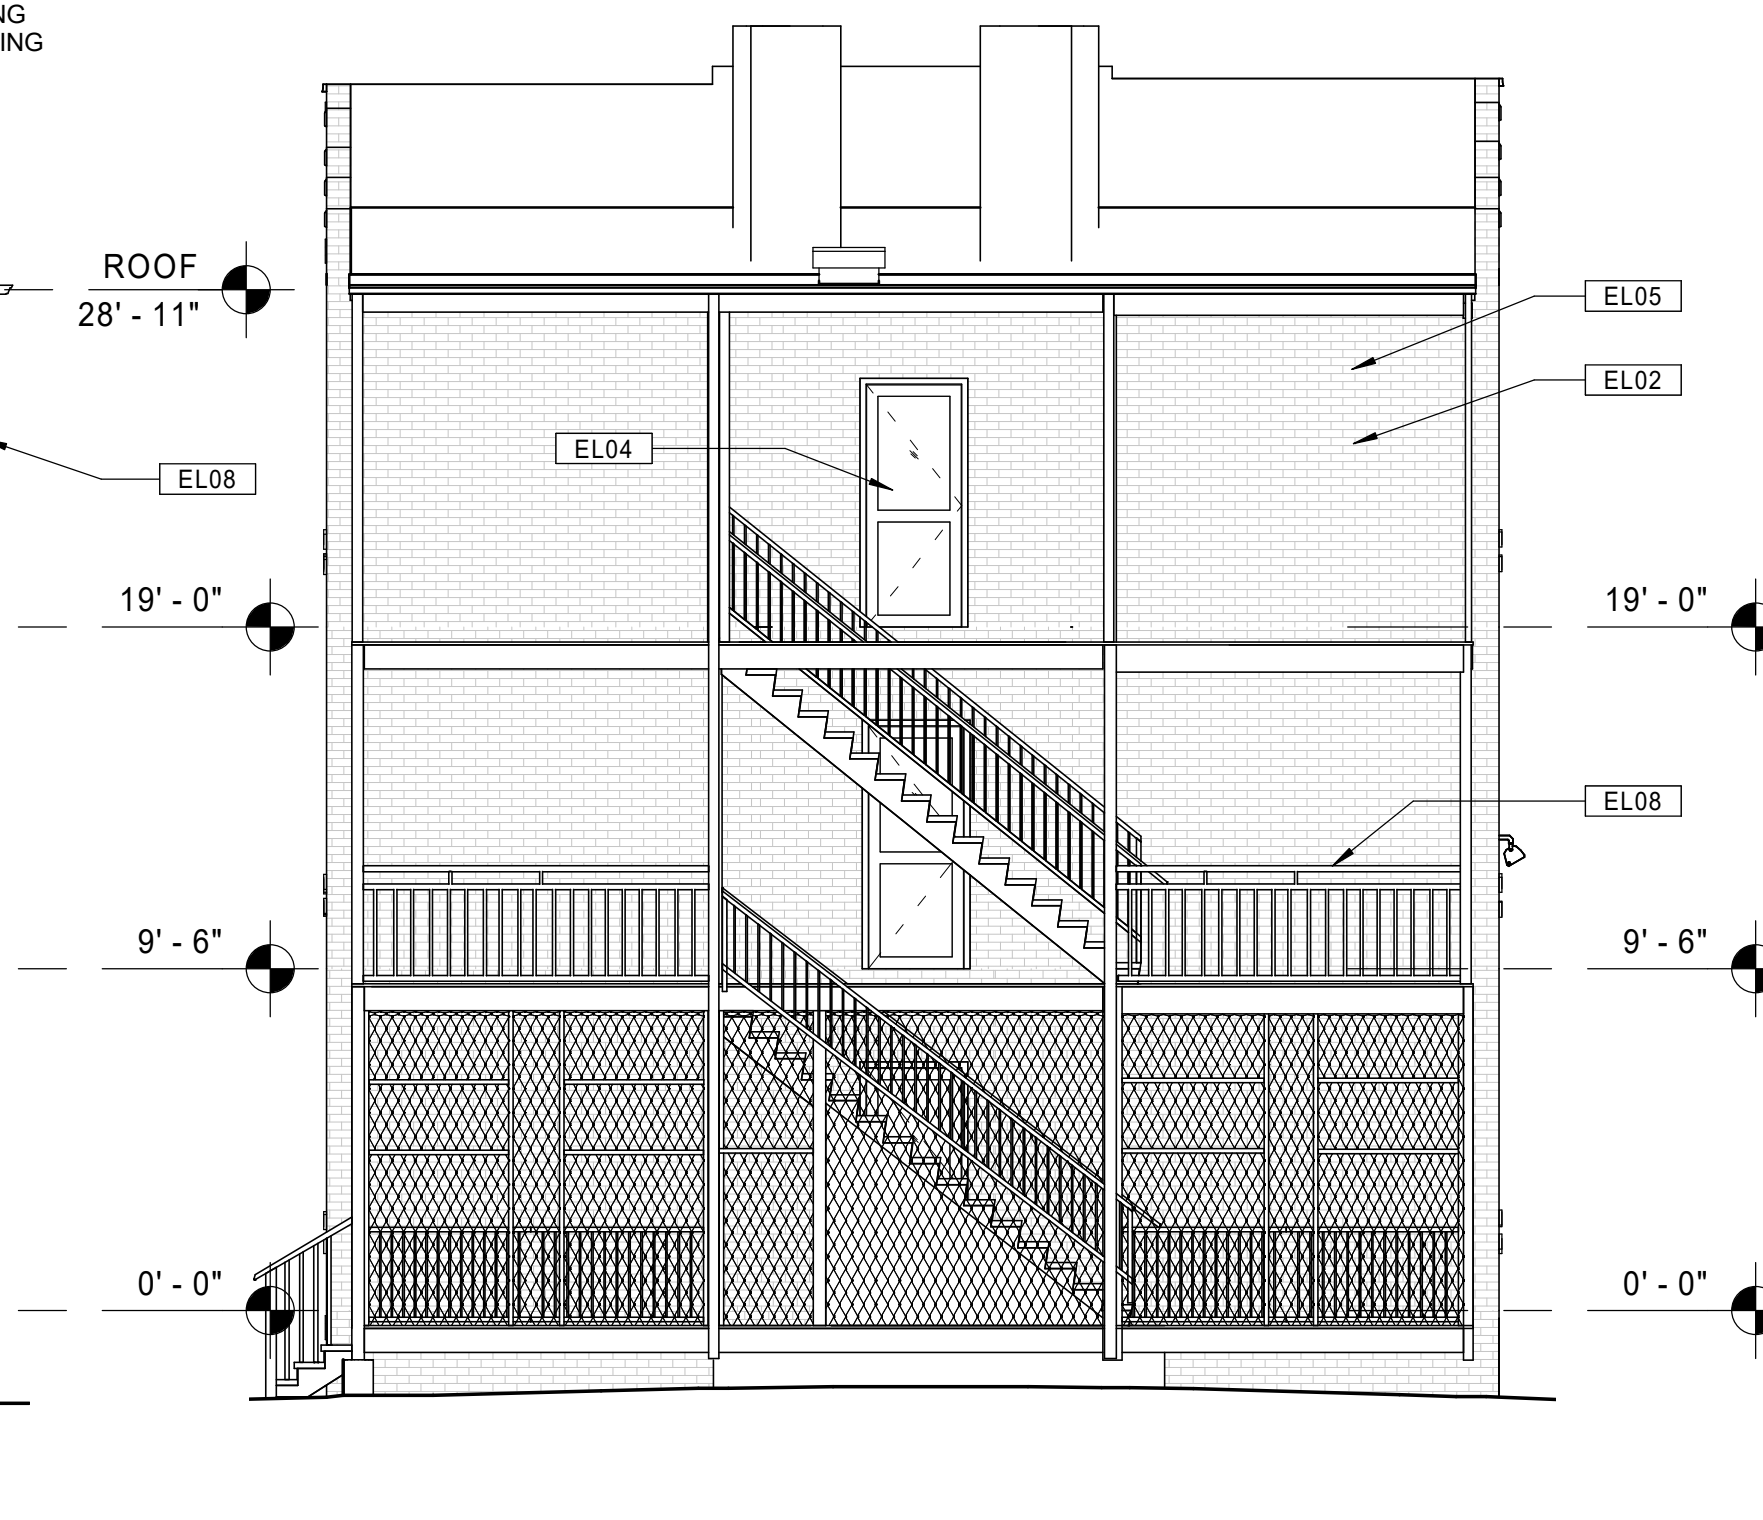 NG
ING
ROOF
28' - 11"
EL05
EL02
EL04
EL08
19' - 0"
19' - 0"
EL08
9' - 6"
9' - 6"
0' - 0"
0' - 0"